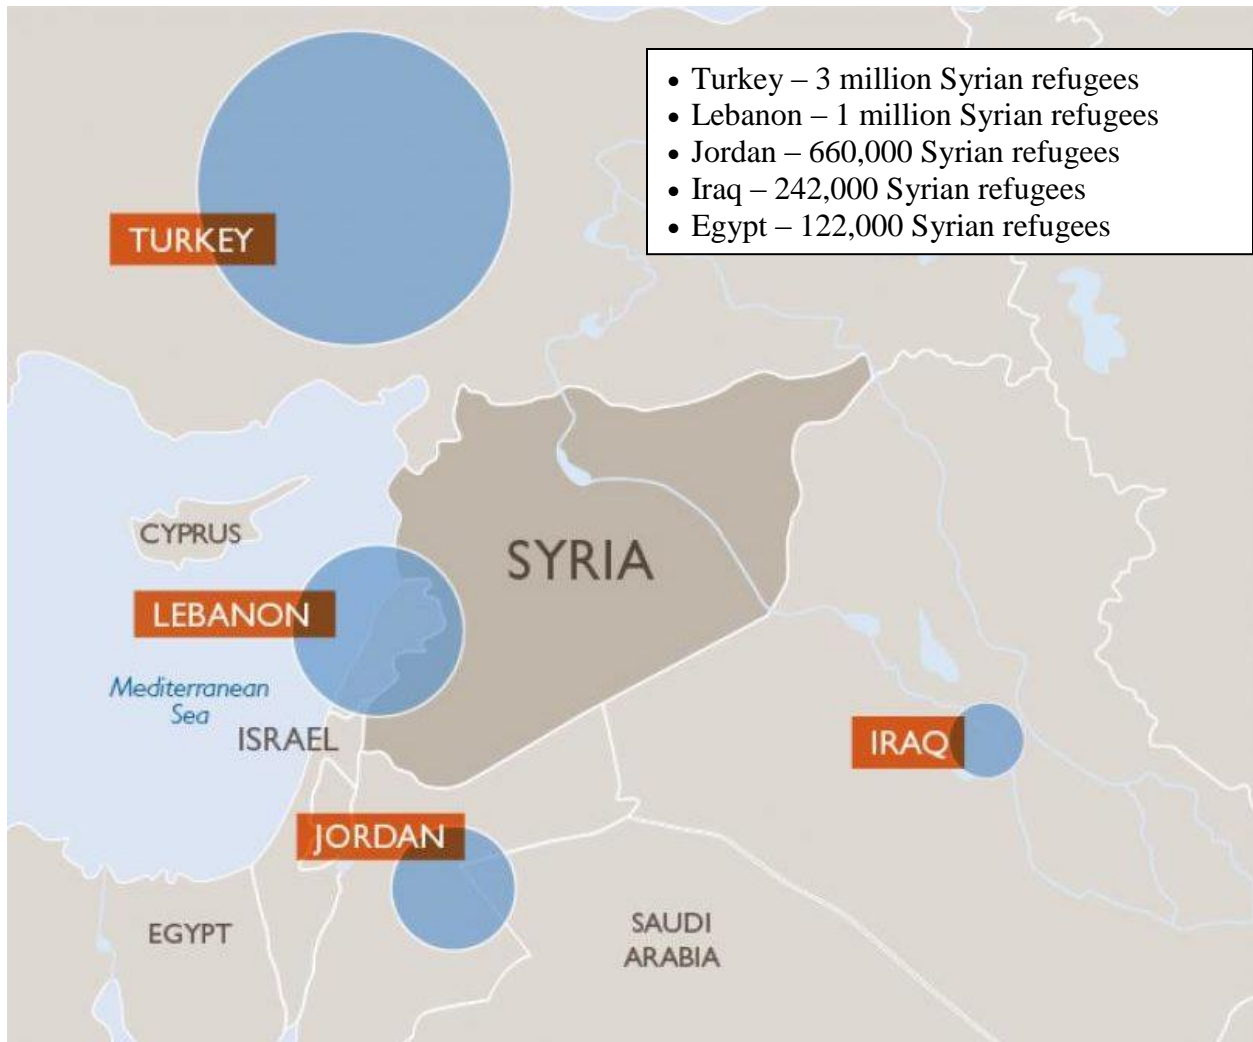 • Turkey – 3 million Syrian refugees
• Lebanon – 1 million Syrian refugees
• Jordan – 660,000 Syrian refugees
• Iraq – 242,000 Syrian refugees
• Egypt – 122,000 Syrian refugees
TURKEY
CYPRUS
SYRIA
LEBANON
Mediterranean
Sea
ISRAEL
IRAQ
JORDAN
EGYPT
SAUDI
ARABIA